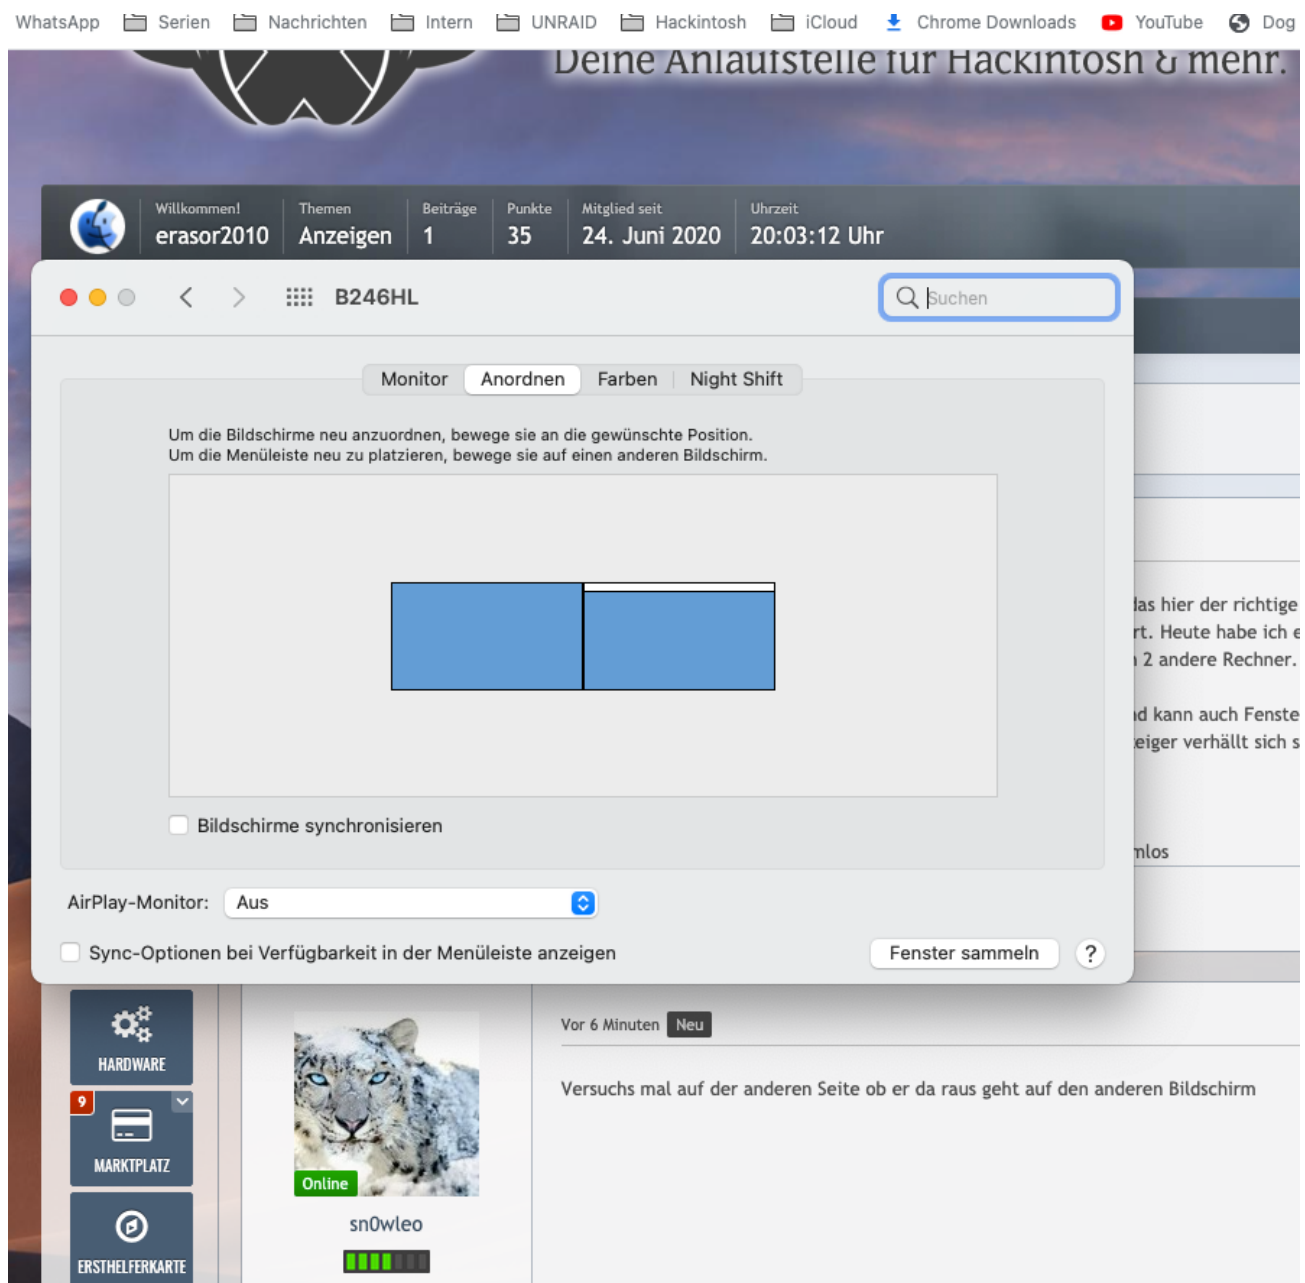 WhatsApp Serien Nachrichten Intern UNRAID Hackintosh iCloud Chrome Downloads YouTube Dog
Deine Anlaufstelle für Hackintosh & mehr.
Willkommen! Themen Beiträge Punkte Mitglied seit Uhrzeit
erasor2010 Anzeigen 1 35 24. Juni 2020 20:03:12 Uhr
B246HL
Suchen
Monitor Anordnen Farben Night Shift
Um die Bildschirme neu anzuordnen, bewege sie an die gewünschte Position.
Um die Menüleiste neu zu platzieren, bewege sie auf einen anderen Bildschirm.
das hier der richtige
rt. Heute habe ich e
2 andere Rechner.
nd kann auch Fenste
eiger verhällt sich s
Bildschirme synchronisieren
mlos
AirPlay-Monitor: Aus
Sync-Optionen bei Verfügbarkeit in der Menüleiste anzeigen
Fenster sammeln ?
HARDWARE
9
MARKTPLATZ
ERSTHELFERKARTE
Online
sn0wleo
Vor 6 Minuten Neu
Versuchs mal auf der anderen Seite ob er da raus geht auf den anderen Bildschirm